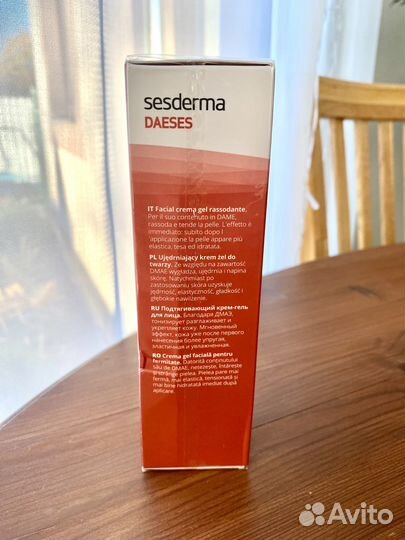 sesderma
DAESES
IT Facial crema gel rassodante.
Per il suo contenuto in DAME,
rassoda e tende la pelle. L'effetto è
immediato: subito dopo l
'applicazione la pelle appare più
elastica, tesa ed idratata.
PL Ujędrniający krem żel do
twarzy. Ze względu na zawartość
DMAE wygładza, ujędrnia i napina
skórę. Natychmiast po
zastosowaniu skóra uzyskuje
jędrność, elastyczność, gładkość i
głębokie nawilżenie.
RU Подтягивающий крем-гель
для лица. Благодаря ДМАЭ,
тонизирует разглаживает и
укрепляет кожу. Мгновенный
эффект, кожа уже после первого
нанесения более упругая,
эластичная и увлажненная.
RO Crema gel facială pentru
fermitate. Datorită conținutului
său de DMAE, netezește, întărește
și strânge pielea. Pielea pare mai
fermă, mai elastică, tensionată și
mai bine hidratată imediat după
aplicare.
Avito